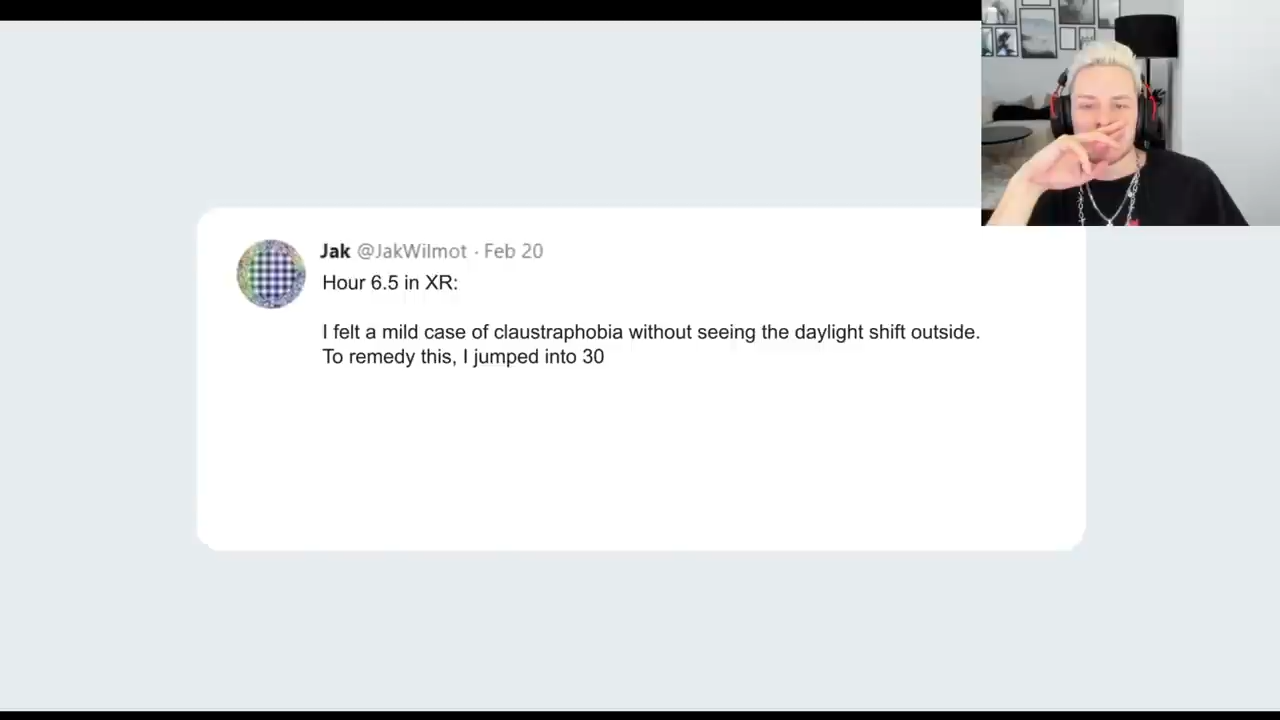 Jak @JakWilmot · Feb 20
Hour 6.5 in XR:
I felt a mild case of claustraphobia without seeing the daylight shift outside.
To remedy this, I jumped into 30